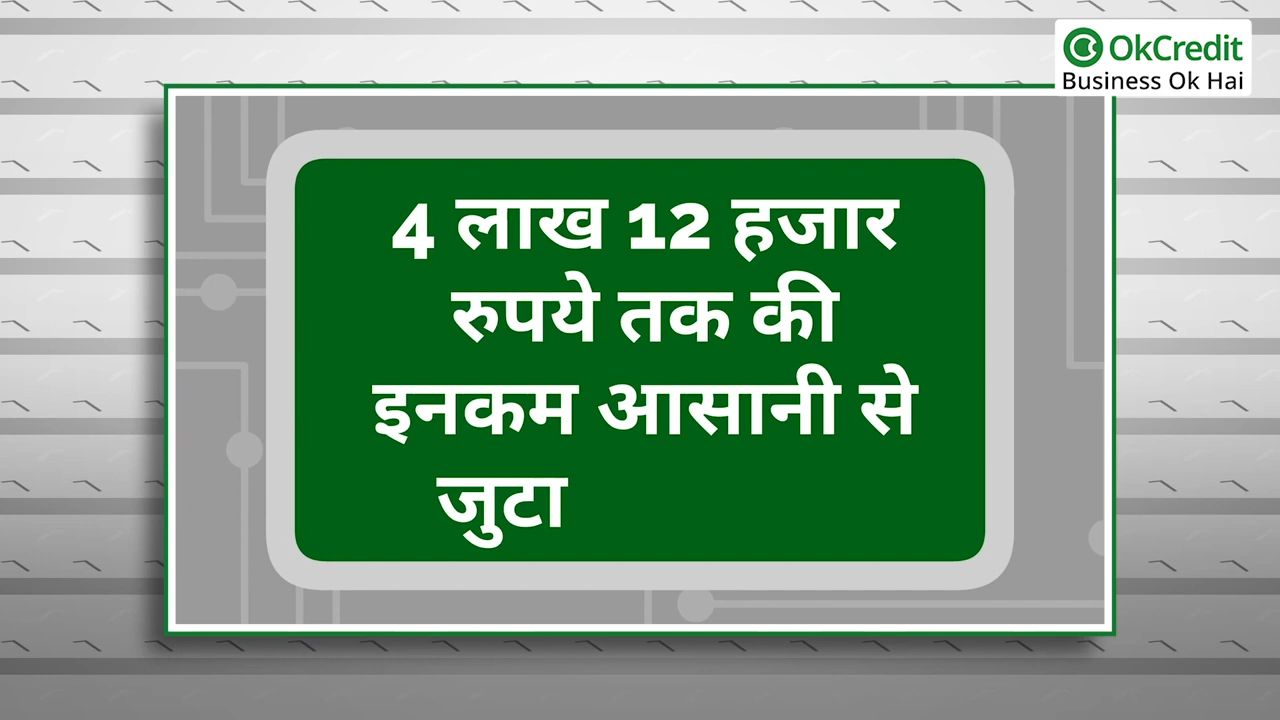 OkCredit
Business Ok Hai
4 लाख 12 हजार
रुपये तक की
इनकम आसानी से
जुटा